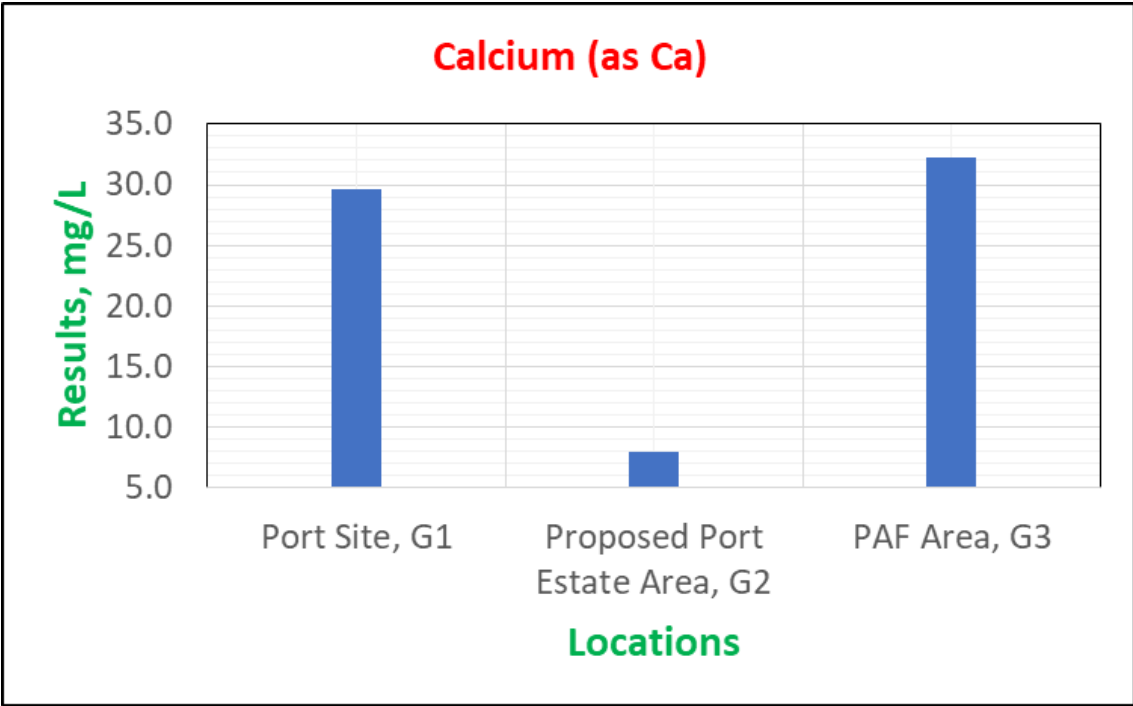 Calcium (as Ca)
35.0
30.0
25.0
20.0
15.0
10.0
5.0
Results, mg/L
Port Site, G1
Proposed Port
Estate Area, G2
PAF Area, G3
Locations